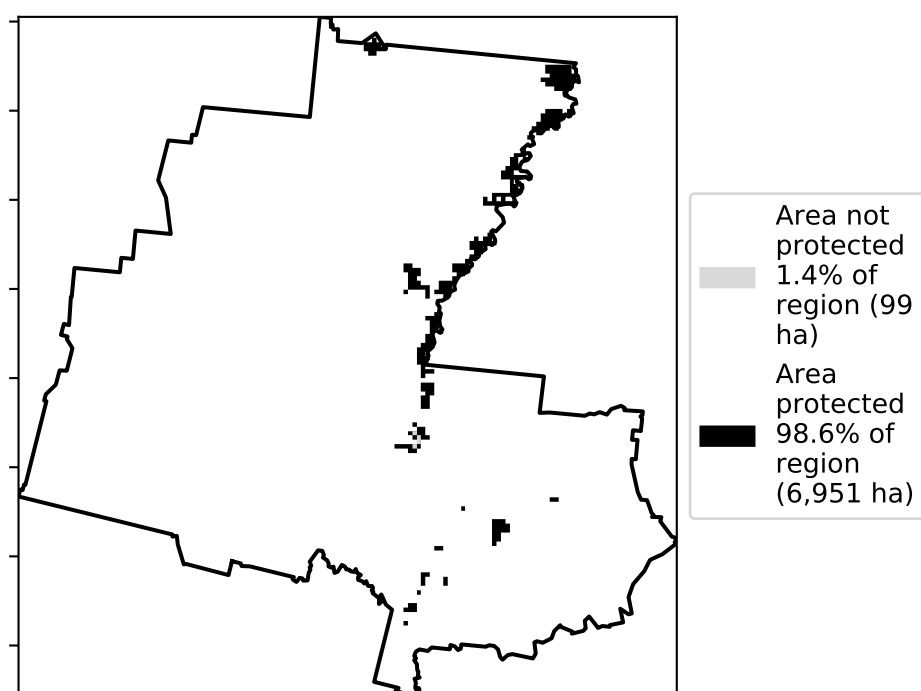 Area not
protected
1.4% of
region (99
ha)
Area
protected
98.6% of
region
(6,951 ha)